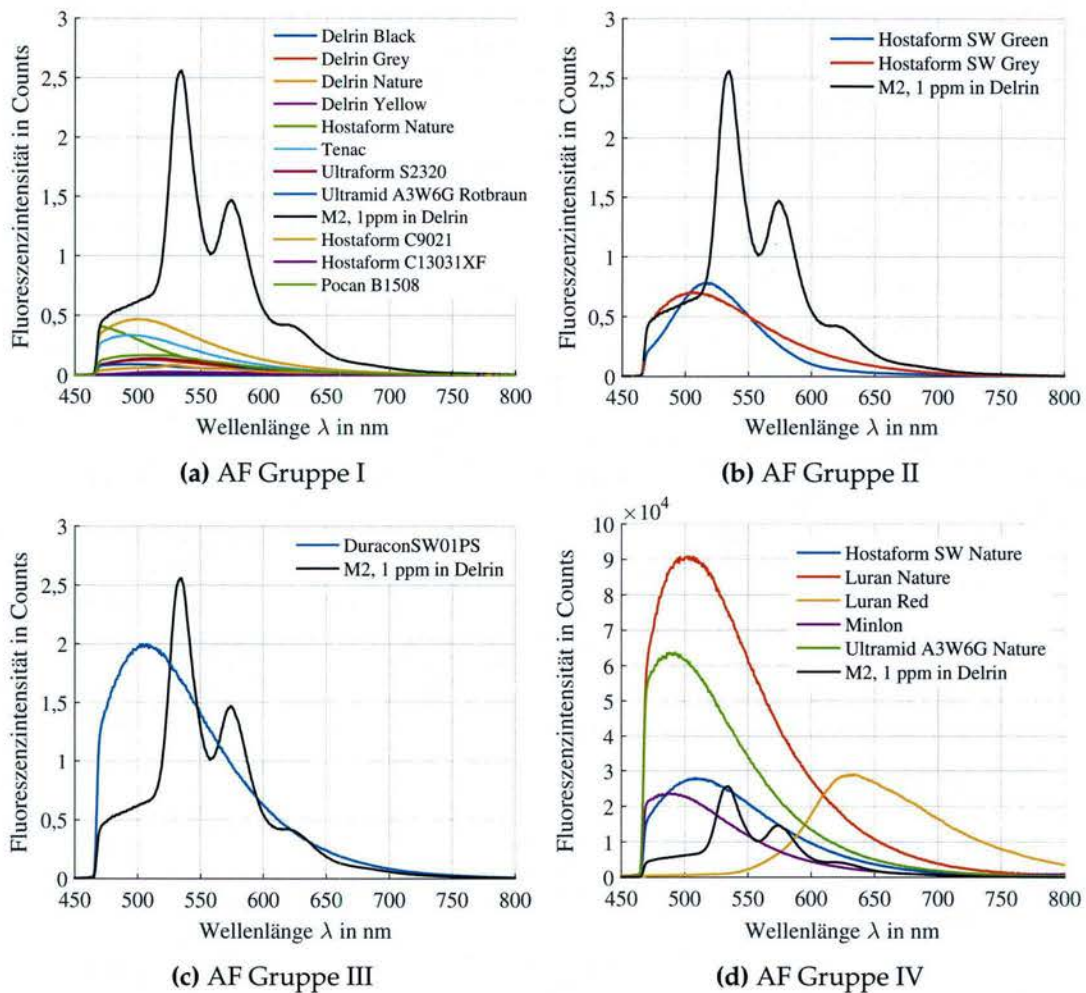 3
2,5
2
1,5
1
0,5
0
450 500 550 600 650 700 750 800
Fluoreszenzintensität in Counts
Wellenlänge λ in nm
Delrin Black
Delrin Grey
Delrin Nature
Delrin Yellow
Hostaform Nature
Tenac
Ultraform S2320
Ultramid A3W6G Rotbraun
M2, 1ppm in Delrin
Hostaform C9021
Hostaform C13031XF
Pocan B1508
(a) AF Gruppe I
3
2,5
2
1,5
1
0,5
0
450 500 550 600 650 700 750 800
Fluoreszenzintensität in Counts
Wellenlänge λ in nm
Hostaform SW Green
Hostaform SW Grey
M2, 1 ppm in Delrin
(b) AF Gruppe II
3
2,5
2
1,5
1
0,5
0
450 500 550 600 650 700 750 800
Fluoreszenzintensität in Counts
Wellenlänge λ in nm
DuraconSW01PS
M2, 1 ppm in Delrin
(c) AF Gruppe III
×10⁴
10
9
8
7
6
5
4
3
2
1
0
450 500 550 600 650 700 750 800
Fluoreszenzintensität in Counts
Wellenlänge λ in nm
Hostaform SW Nature
Luran Nature
Luran Red
Minlon
Ultramid A3W6G Nature
M2, 1 ppm in Delrin
(d) AF Gruppe IV